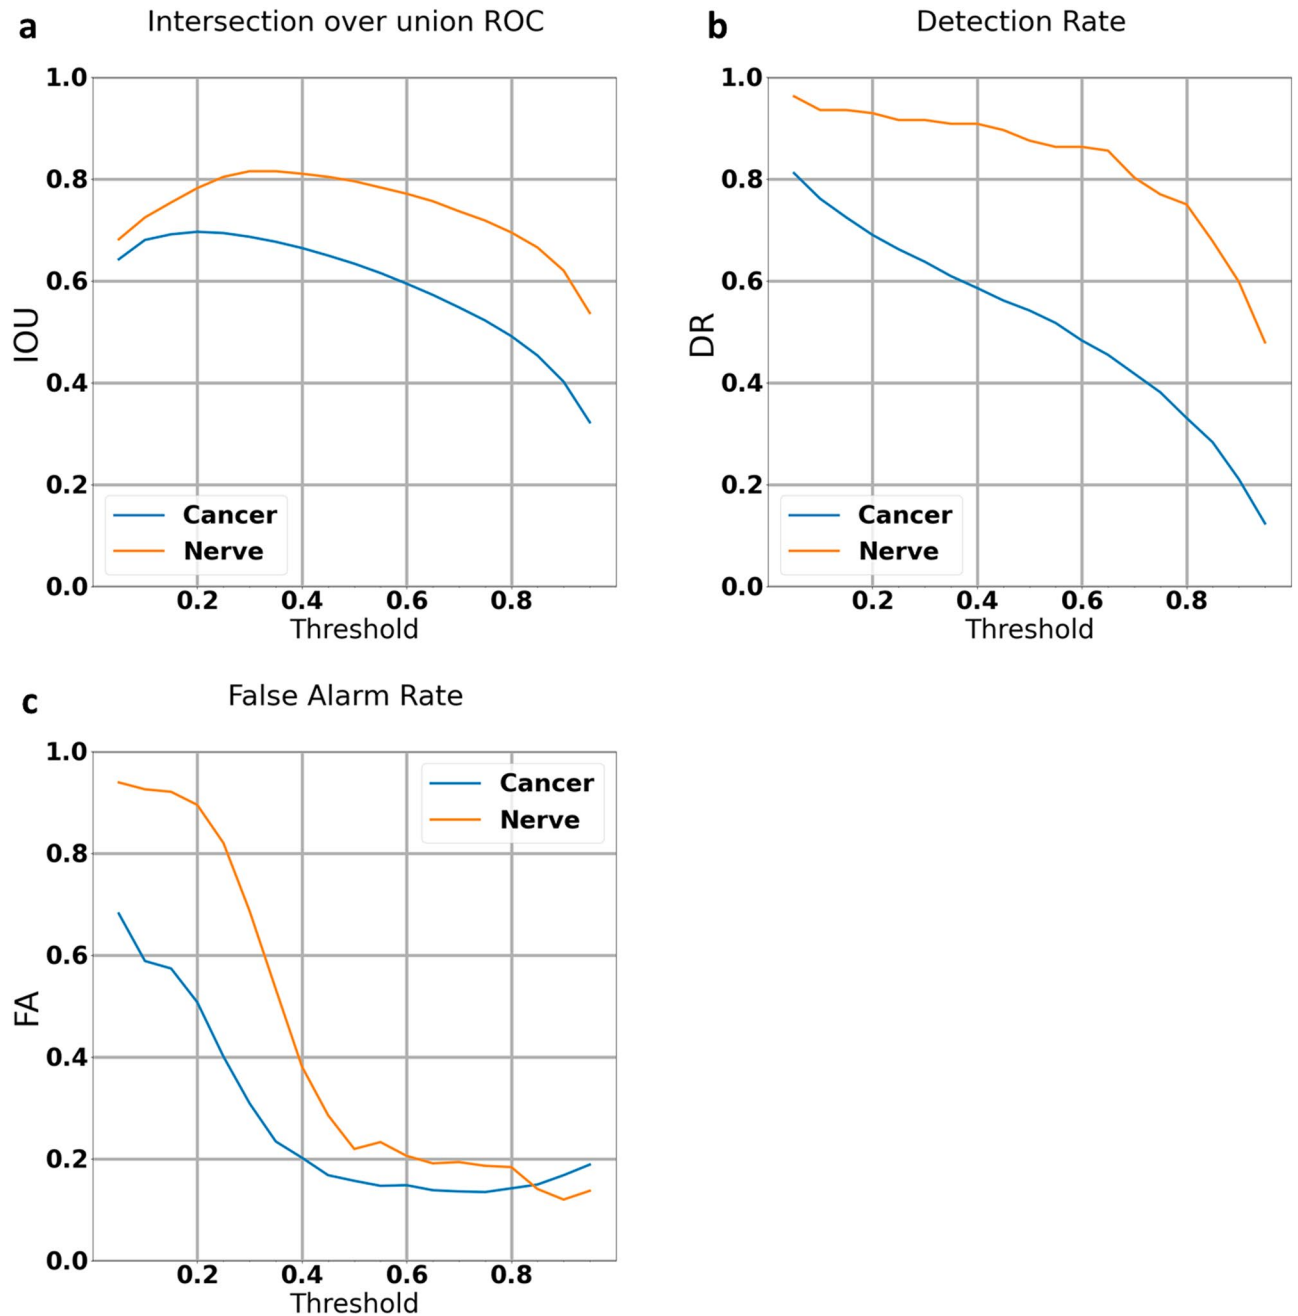 a
Intersection over union ROC
1.0
0.8
0.6
0.4
0.2
0.0
IOU
Cancer
Nerve
0.2 0.4 0.6 0.8
Threshold
b
Detection Rate
1.0
0.8
0.6
0.4
0.2
0.0
DR
Cancer
Nerve
0.2 0.4 0.6 0.8
Threshold
c
False Alarm Rate
1.0
0.8
0.6
0.4
0.2
0.0
FA
Cancer
Nerve
0.2 0.4 0.6 0.8
Threshold